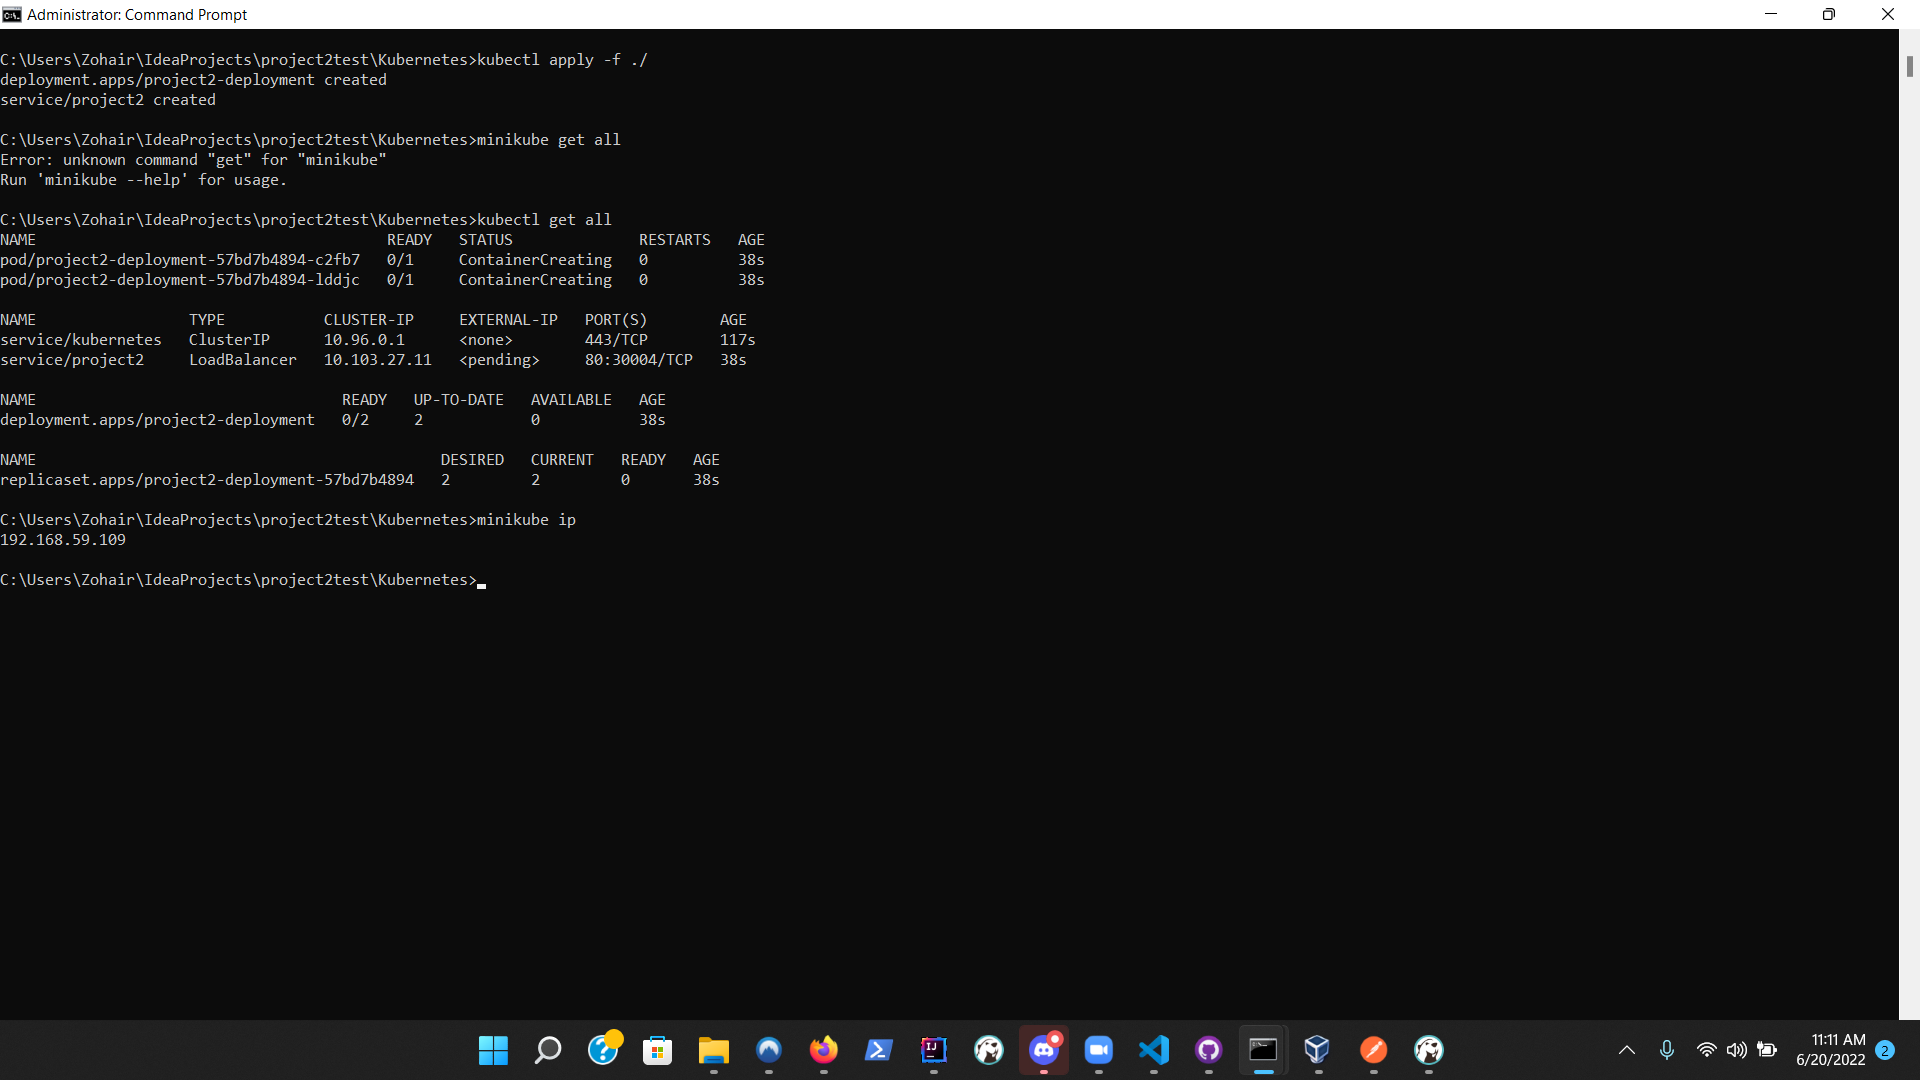 Administrator: Command Prompt
C:\Users\Zohair\IdeaProjects\project2test\Kubernetes>kubectl apply -f ./
deployment.apps/project2-deployment created
service/project2 created
C:\Users\Zohair\IdeaProjects\project2test\Kubernetes>minikube get all
Error: unknown command "get" for "minikube"
Run 'minikube --help' for usage.
C:\Users\Zohair\IdeaProjects\project2test\Kubernetes>kubectl get all
NAME READY STATUS RESTARTS AGE
pod/project2-deployment-57bd7b4894-c2fb7 0/1 ContainerCreating 0 38s
pod/project2-deployment-57bd7b4894-lddjc 0/1 ContainerCreating 0 38s
NAME TYPE CLUSTER-IP EXTERNAL-IP PORT(S) AGE
service/kubernetes ClusterIP 10.96.0.1 <none> 443/TCP 117s
service/project2 LoadBalancer 10.103.27.11 <pending> 80:30004/TCP 38s
NAME READY UP-TO-DATE AVAILABLE AGE
deployment.apps/project2-deployment 0/2 2 0 38s
NAME DESIRED CURRENT READY AGE
replicaset.apps/project2-deployment-57bd7b4894 2 2 0 38s
C:\Users\Zohair\IdeaProjects\project2test\Kubernetes>minikube ip
192.168.59.109
C:\Users\Zohair\IdeaProjects\project2test\Kubernetes>
11:11 AM
6/20/2022
2